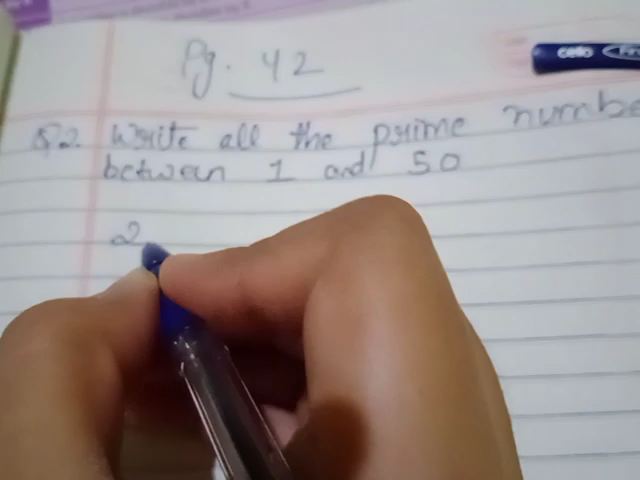 Pg. 42
cello
Q2. Write all the prime numbe
between 1 and 50
2